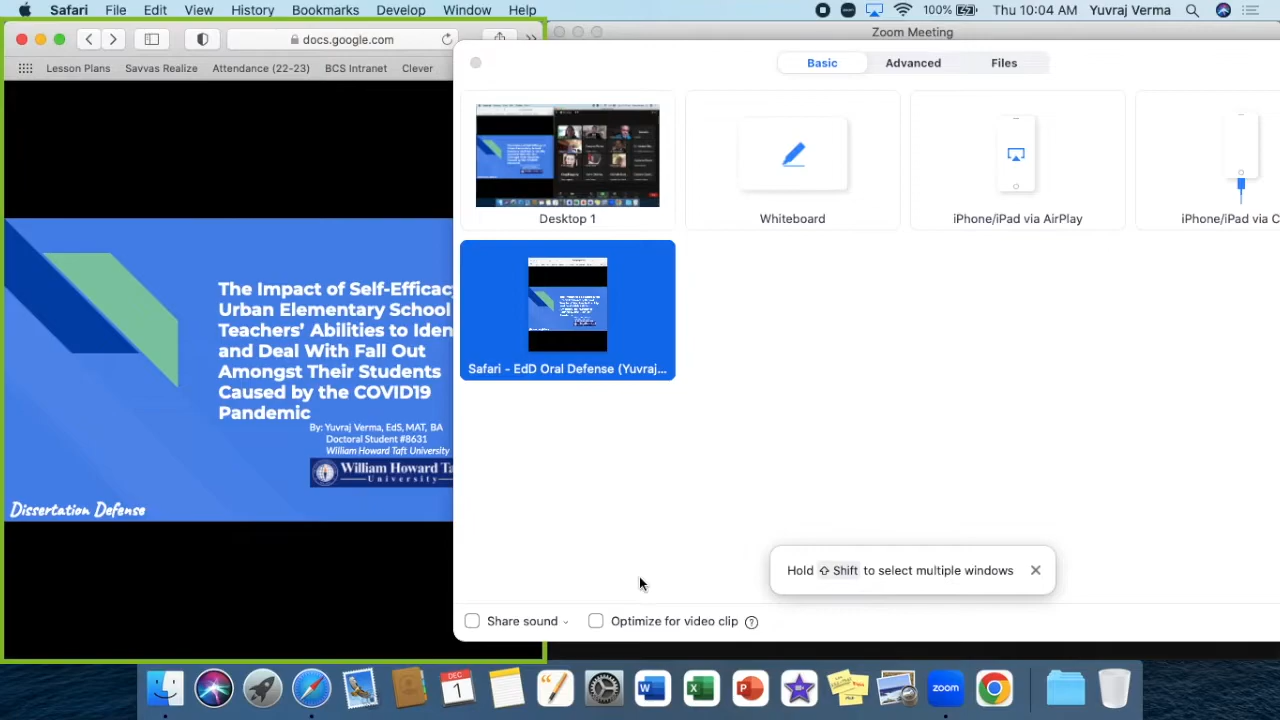 Safari File Edit View History Bookmarks Develop Window Help 100% Thu 10:04 AM Yuvraj Verma
docs.google.com
Zoom Meeting
Lesson Plans Savvas Realize Attendance (22-23) BCS Intranet Clever
Basic Advanced Files
Desktop 1
Whiteboard
iPhone/iPad via AirPlay
iPhone/iPad via C
Safari - EdD Oral Defense (Yuvraj...
The Impact of Self-Efficacy
Urban Elementary School
Teachers' Abilities to Iden
and Deal With Fall Out
Amongst Their Students
Caused by the COVID19
Pandemic
By: Yuvraj Verma, EdS, MAT, BA
Doctoral Student #8631
William Howard Taft University
William Howard Ta
University
Dissertation Defense
Hold ⇧ Shift to select multiple windows
Share sound
Optimize for video clip ?
DEC
1
W
X
P
zoom